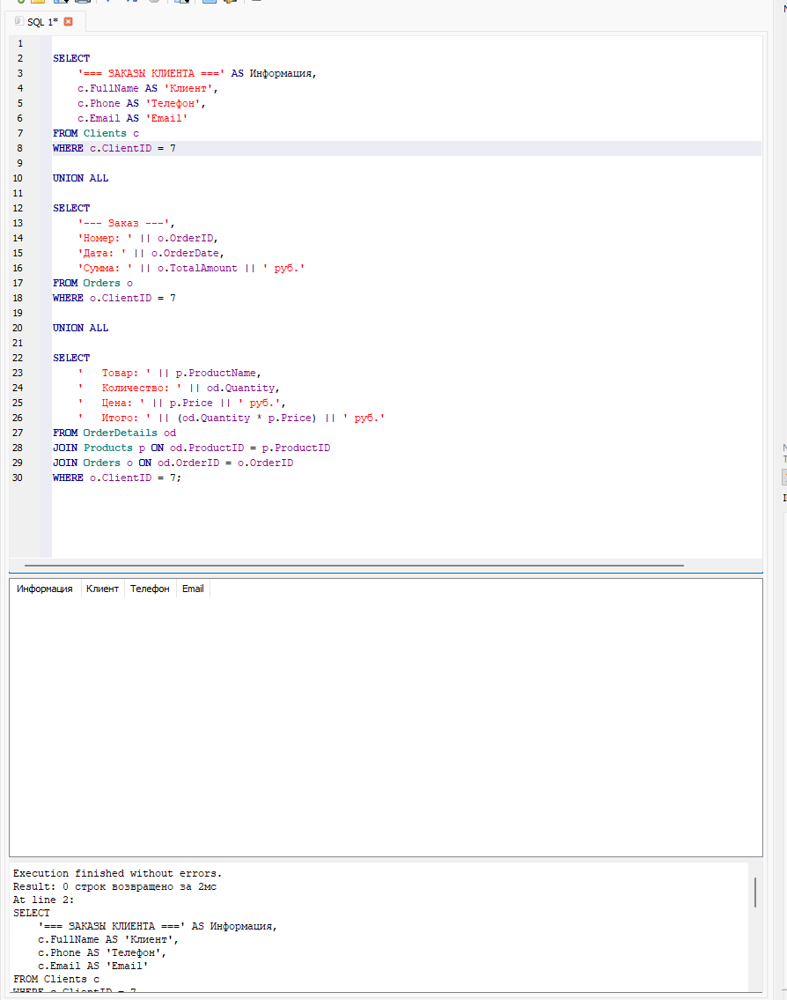 SQL 1*
1
2 SELECT
3 '=== ЗАКАЗЫ КЛИЕНТА ===' AS Информация,
4 c.FullName AS 'Клиент',
5 c.Phone AS 'Телефон',
6 c.Email AS 'Email'
7 FROM Clients c
8 WHERE c.ClientID = 7
9
10 UNION ALL
11
12 SELECT
13 '--- Заказ ---',
14 'Номер: ' || o.OrderID,
15 'Дата: ' || o.OrderDate,
16 'Сумма: ' || o.TotalAmount || ' руб.'
17 FROM Orders o
18 WHERE o.ClientID = 7
19
20 UNION ALL
21
22 SELECT
23 '   Товар: ' || p.ProductName,
24 '   Количество: ' || od.Quantity,
25 '   Цена: ' || p.Price || ' руб.',
26 '   Итого: ' || (od.Quantity * p.Price) || ' руб.'
27 FROM OrderDetails od
28 JOIN Products p ON od.ProductID = p.ProductID
29 JOIN Orders o ON od.OrderID = o.OrderID
30 WHERE o.ClientID = 7;
Информация Клиент Телефон Email
Execution finished without errors.
Result: 0 строк возвращено за 2мс
At line 2:
SELECT
'=== ЗАКАЗЫ КЛИЕНТА ===' AS Информация,
c.FullName AS 'Клиент',
c.Phone AS 'Телефон',
c.Email AS 'Email'
FROM Clients c
WHERE c.ClientID = 7